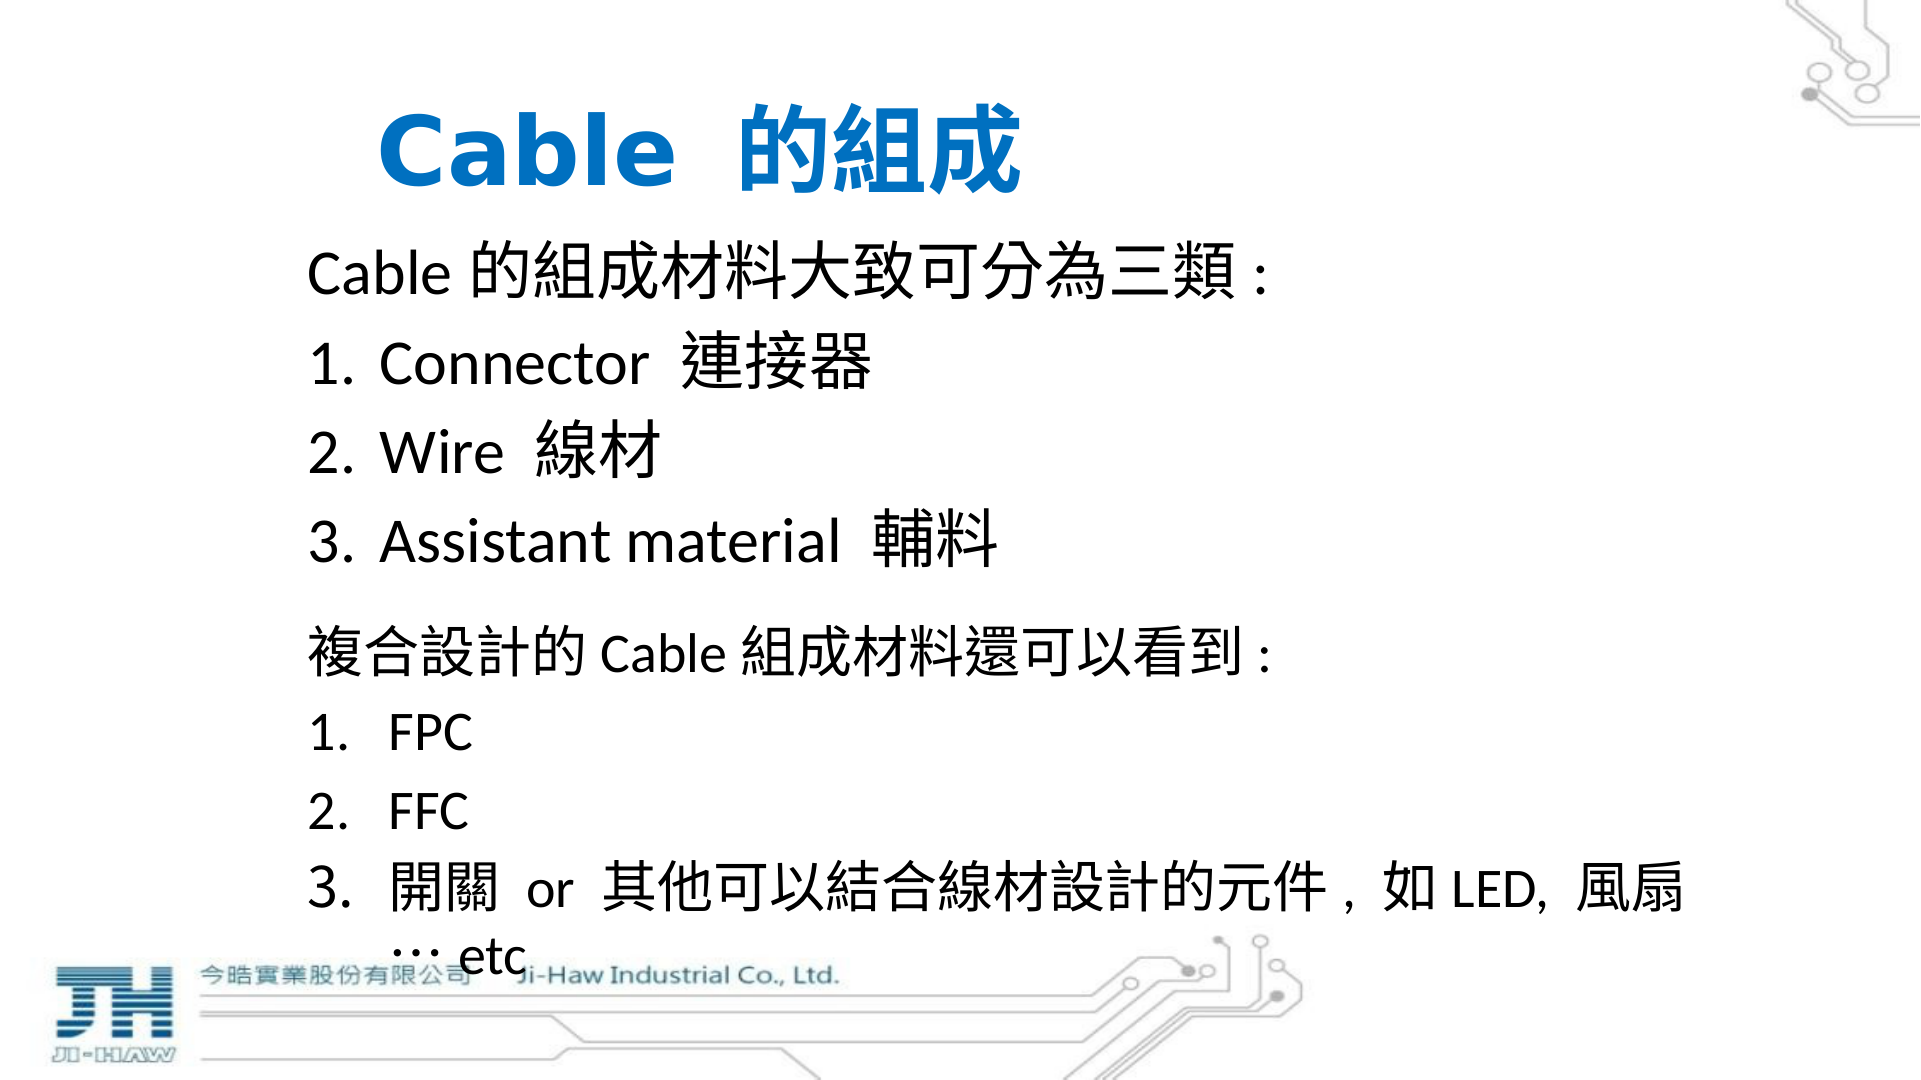 Cable 的組成
Cable 的組成材料大致可分為三類 :
1. Connector 連接器
2. Wire 線材
3. Assistant material 輔料
複合設計的 Cable 組成材料還可以看到 :
1. FPC
2. FFC
3. 開關 or 其他可以結合線材設計的元件 , 如 LED, 風扇
… etc
今皓實業股份有限公司 Ji-Haw Industrial Co., Ltd.
JH
JI-HAW